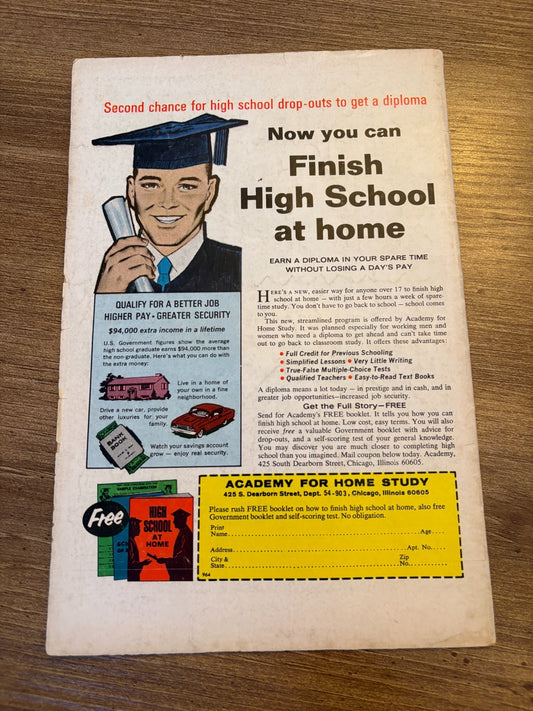 Second chance for high school drop-outs to get a diploma
Now you can
Finish
High School
at home
EARN A DIPLOMA IN YOUR SPARE TIME
WITHOUT LOSING A DAY'S PAY
QUALIFY FOR A BETTER JOB
HIGHER PAY • GREATER SECURITY
$94,000 extra income in a lifetime
U.S. Government figures show the average
high school graduate earns $94,000 more than
the non-graduate. Here's what you can do with
the extra money:
Live in a home of
your own in a fine
neighborhood.
Drive a new car, provide
other luxuries for your
family.
BANK
BOOK
Watch your savings account
grow — enjoy real security.
HERE'S A NEW, easier way for anyone over 17 to finish high
school at home — with just a few hours a week of spare-
time study. You don't have to go back to school — school comes
to you.
This new, streamlined program is offered by Academy for
Home Study. It was planned especially for working men and
women who need a diploma to get ahead and can't take time
out to go back to classroom study. It offers these advantages:
• Full Credit for Previous Schooling
• Simplified Lessons • Very Little Writing
• True-False Multiple-Choice Tests
• Qualified Teachers • Easy-to-Read Text Books
A diploma means a lot today – in prestige and in cash, and in
greater job opportunities–increased job security.
Get the Full Story—FREE
Send for Academy's FREE booklet. It tells you how you can
finish high school at home. Low cost, easy terms. You will also
receive free a valuable Government booklet with advice for
drop-outs, and a self-scoring test of your general knowledge.
You may discover you are much closer to completing high
school than you imagined. Mail coupon below today. Academy,
425 South Dearborn Street, Chicago, Illinois 60605.
Free
SAMPLE EXAMINATION
HIGH
SCHOOL
AT
HOME
ACADEMY FOR HOME STUDY
425 S. Dearborn Street, Dept. 54-903, Chicago, Illinois 60605
Please rush FREE booklet on how to finish high school at home, also free
Government booklet and self-scoring test. No obligation.
Print
Name Age
Address Apt. No.
City & Zip
State No.
964